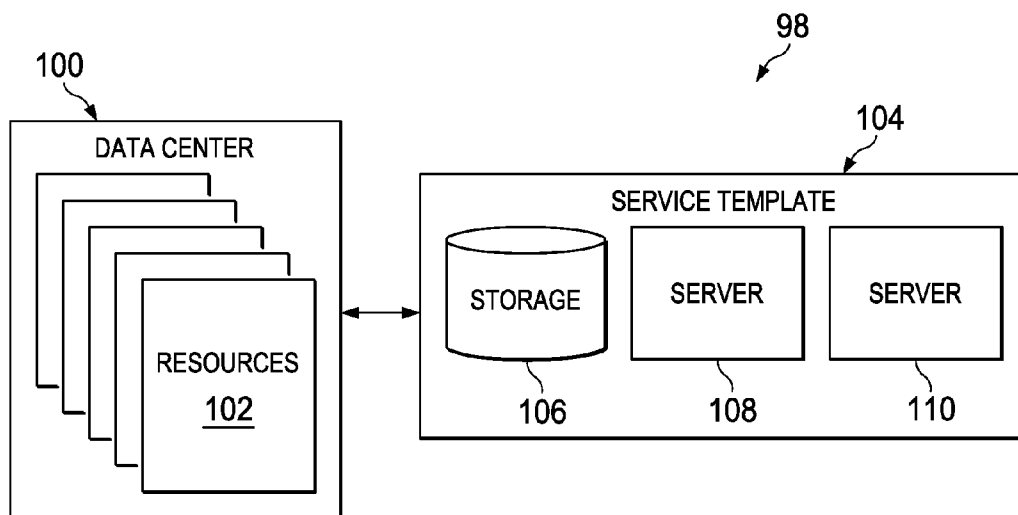 98
100
104
DATA CENTER
SERVICE TEMPLATE
STORAGE
SERVER
SERVER
RESOURCES
102
106
108
110